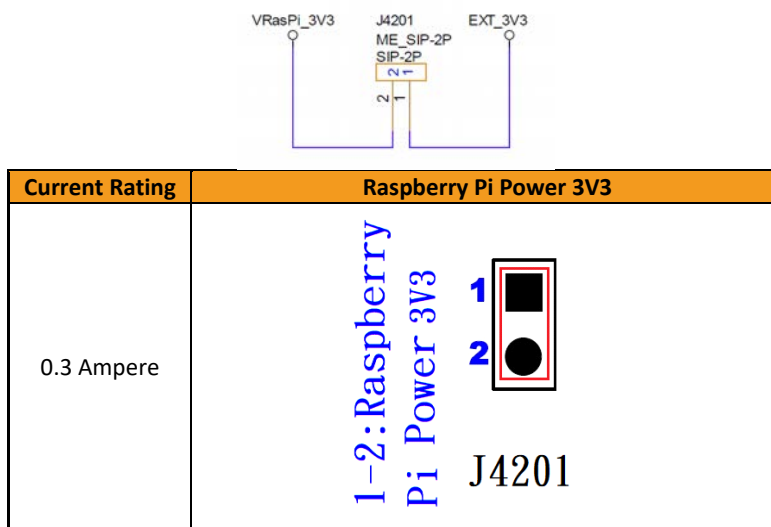 VRasPi_3V3
J4201
EXT_3V3
ME_SIP-2P
SIP-2P
2 1
2 1
Current Rating
Raspberry Pi Power 3V3
0.3 Ampere
1-2:Raspberry
Pi Power 3V3
1
2
J4201